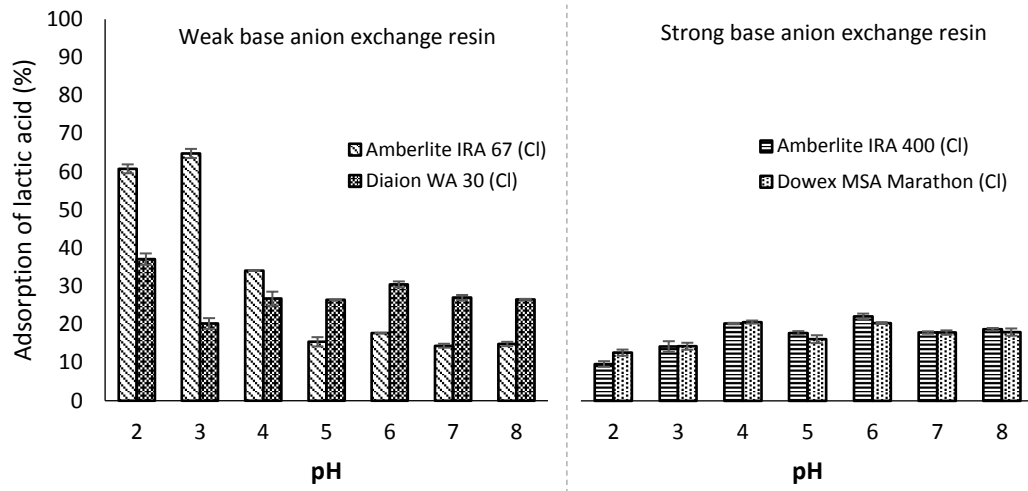 Weak base anion exchange resin
Strong base anion exchange resin
Adsorption of lactic acid (%)
100
90
80
70
60
50
40
30
20
10
0
Amberlite IRA 67 (Cl)
Diaion WA 30 (Cl)
Amberlite IRA 400 (Cl)
Dowex MSA Marathon (Cl)
2 3 4 5 6 7 8
2 3 4 5 6 7 8
pH
pH